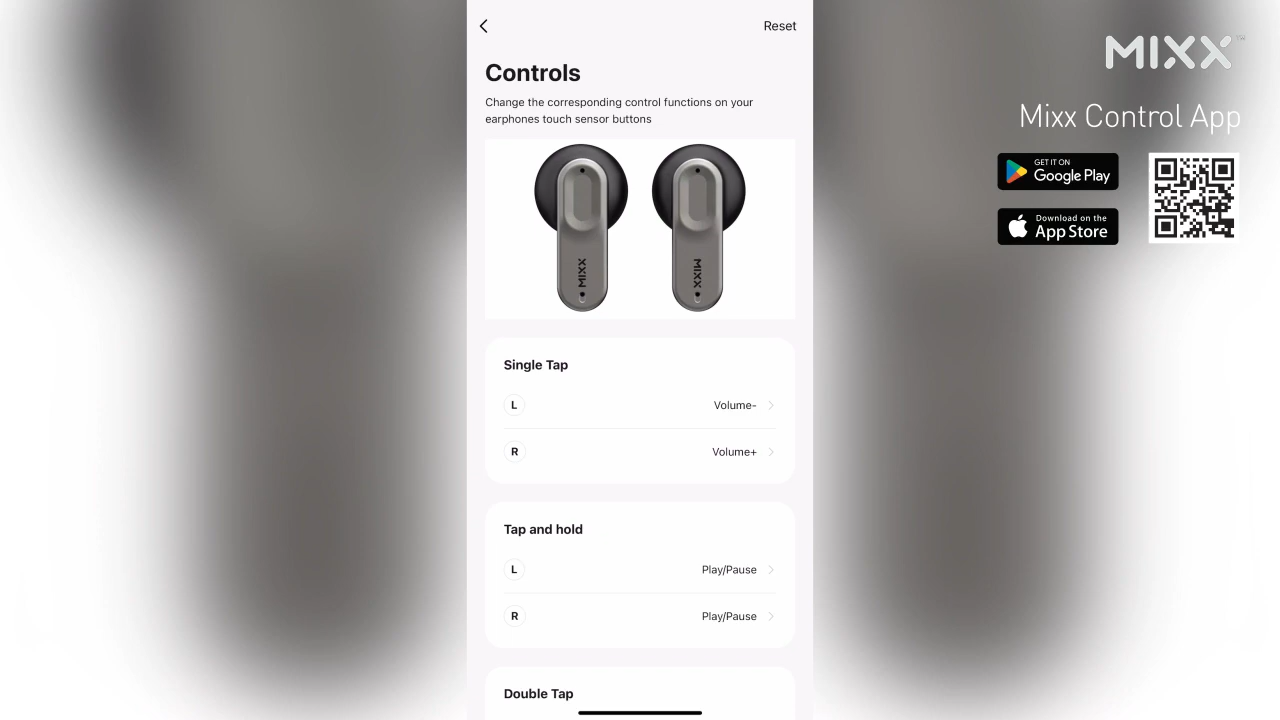 Reset
Controls
Change the corresponding control functions on your
earphones touch sensor buttons
MIXX
MIXX
Single Tap
L
Volume-
R
Volume+
Tap and hold
L
Play/Pause
R
Play/Pause
Double Tap
MIXX™
Mixx Control App
GET IT ON
Google Play
Download on the
App Store